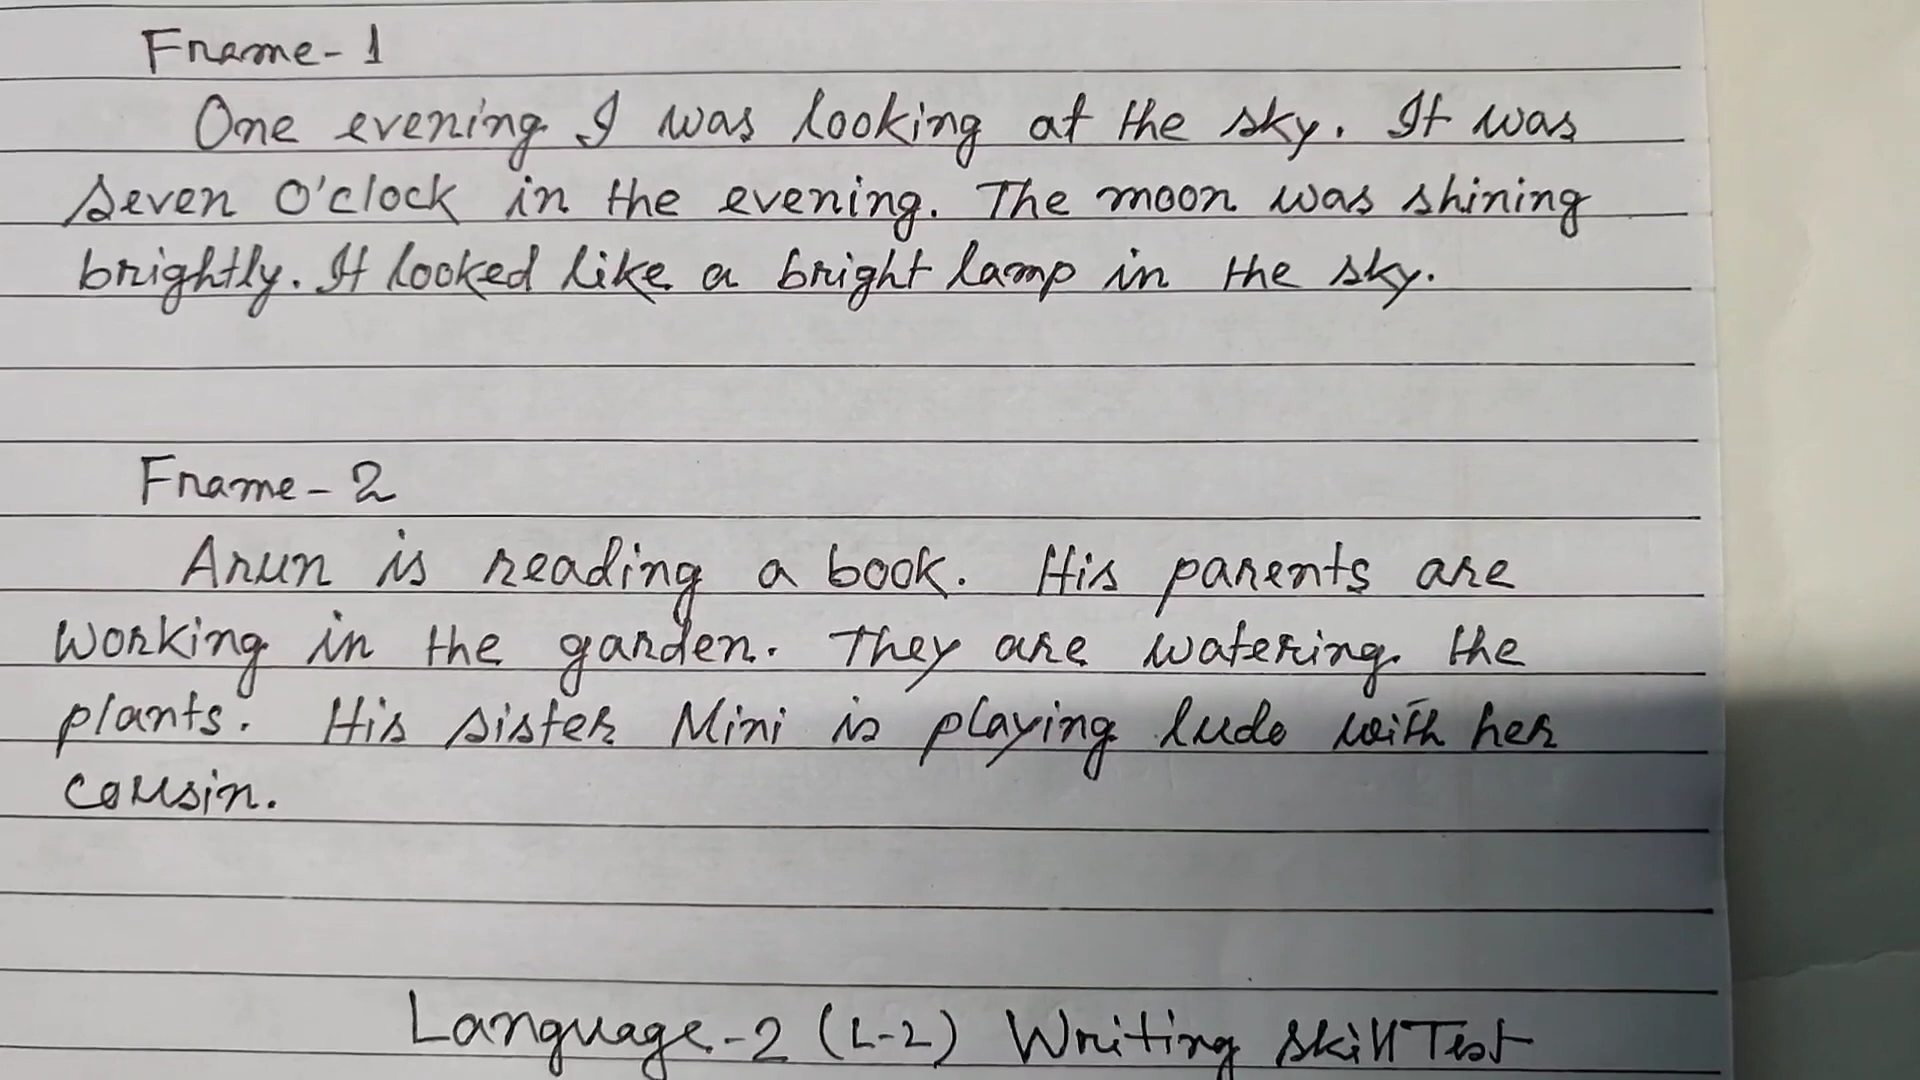 Frame-1
One evening I was looking at the sky. It was
seven O'clock in the evening. The moon was shining
brightly. It looked like a bright lamp in the sky.
Frame-2
Arun is reading a book. His parents are
working in the garden. They are watering the
plants. His sister Mini is playing ludo with her
cousin.
Language-2 (L-2) Writing Skill Test